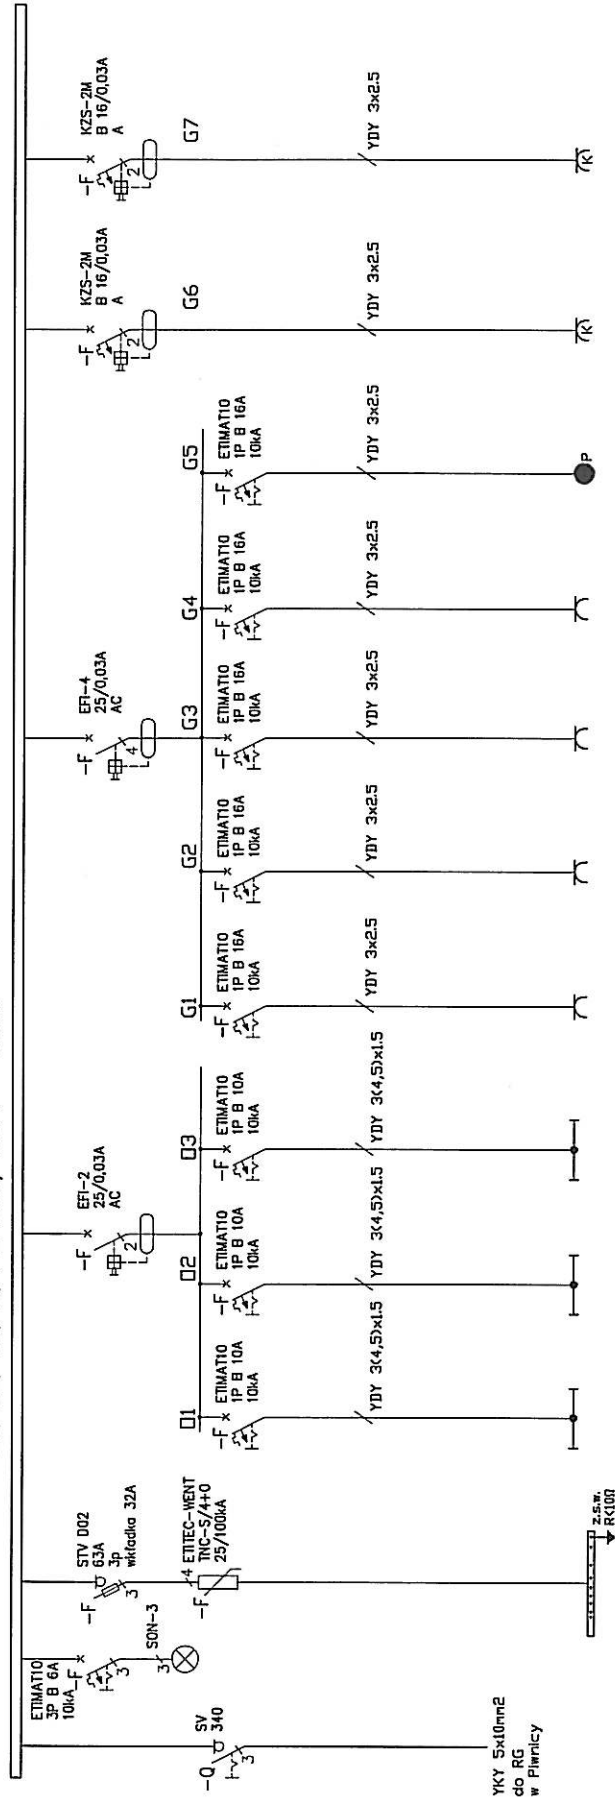 -Q
SV
340
3
YKY 5x10mm2
do RG
w Piwnicy
ETIMAT10
3P B 6A
10kA
-F
3
SON-3
3
-F
STV D02
63A
3p
wkładka 32A
3
4
ETITEC-WENT
TNC-S/4+0
25/100kA
-F
z.s.w.
R<10Ω
-F
EFI-2
25/0,03A
AC
2
O1
-F
ETIMAT10
1P B 10A
10kA
YDY 3(4,5)x1.5
O2
-F
ETIMAT10
1P B 10A
10kA
YDY 3(4,5)x1.5
O3
-F
ETIMAT10
1P B 10A
10kA
YDY 3(4,5)x1.5
-F
EFI-4
25/0,03A
AC
4
G1
-F
ETIMAT10
1P B 16A
10kA
YDY 3x2.5
G2
-F
ETIMAT10
1P B 16A
10kA
YDY 3x2.5
G3
-F
ETIMAT10
1P B 16A
10kA
YDY 3x2.5
G4
-F
ETIMAT10
1P B 16A
10kA
YDY 3x2.5
G5
-F
ETIMAT10
1P B 16A
10kA
YDY 3x2.5
P
-F
KZS-2M
B 16/0,03A
A
2
G6
YDY 3x2.5
K
-F
KZS-2M
B 16/0,03A
A
2
G7
YDY 3x2.5
K